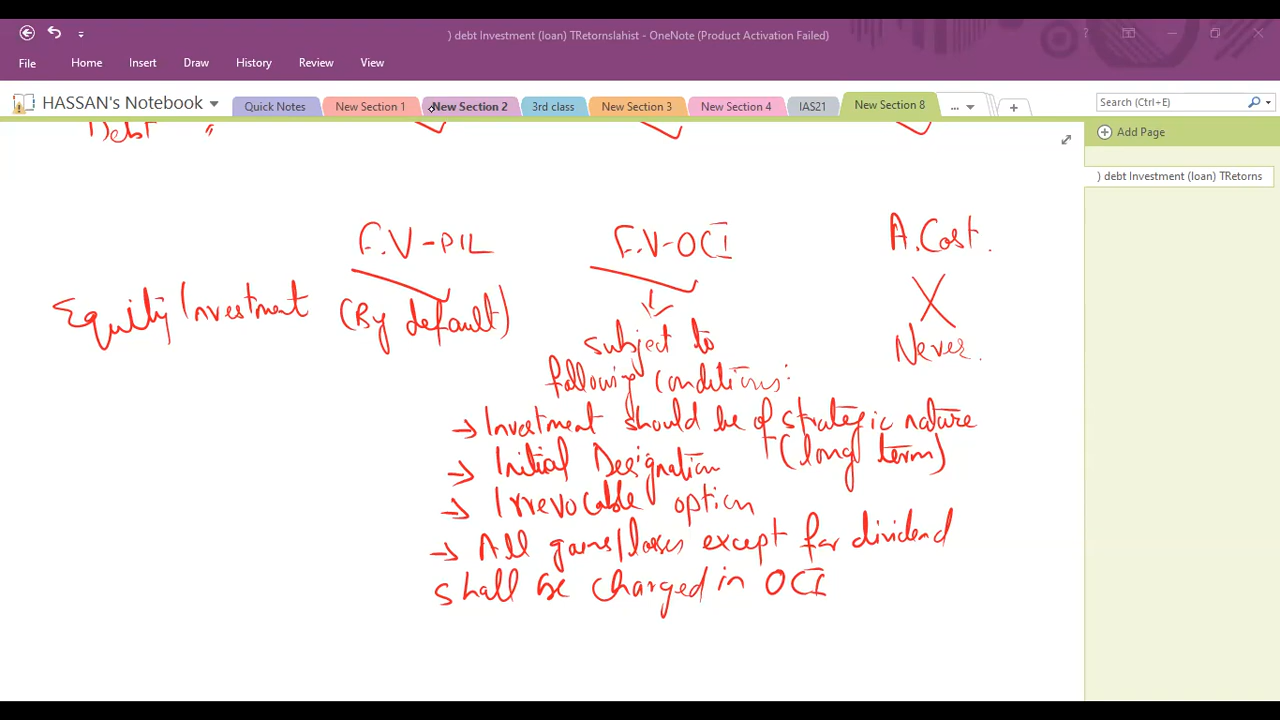 ) debt Investment (loan) TRetornslahist - OneNote (Product Activation Failed)
?
File Home Insert Draw History Review View
HASSAN's Notebook
Quick Notes New Section 1 New Section 2 3rd class New Section 3 New Section 4 IAS21 New Section 8 ... +
Search (Ctrl+E)
Add Page
) debt Investment (loan) TRetorns
Debt "
F.V-PIL F.V-OCI A.Cost.
Equity Investment (By default)
subject to
following conditions:
Never.
→ Investment should be of strategic nature
(long term)
→ Initial Designation
→ Irrevocable option
→ All gains/losses except for dividend
shall be charged in OCI